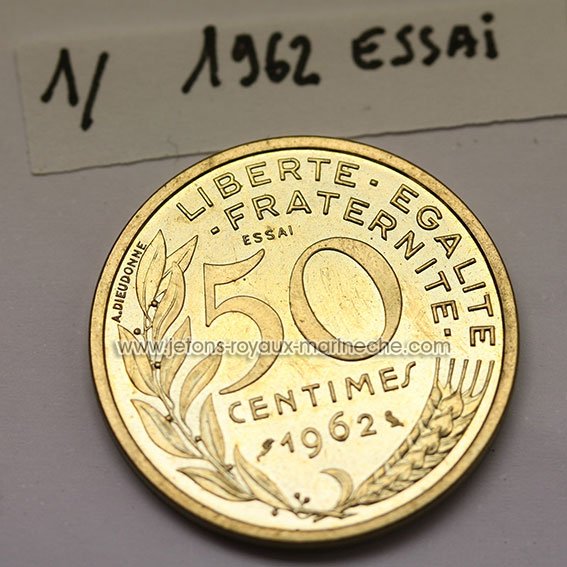 1/ 1962 ESSAi
LIBERTE · EGALITE
· FRATERNITE ·
ESSAI
A.DIEUDONNE
50
www.jetons-royaux-marineche.com
CENTIMES
1962